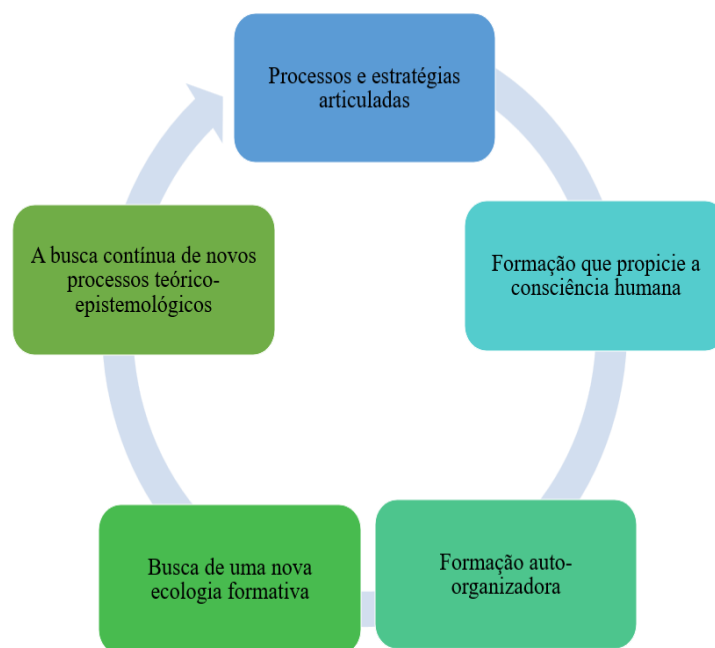 Processos e estratégias
articuladas
Formação que propicie a
consciência humana
Formação auto-
organizadora
Busca de uma nova
ecologia formativa
A busca contínua de novos
processos teórico-
epistemológicos